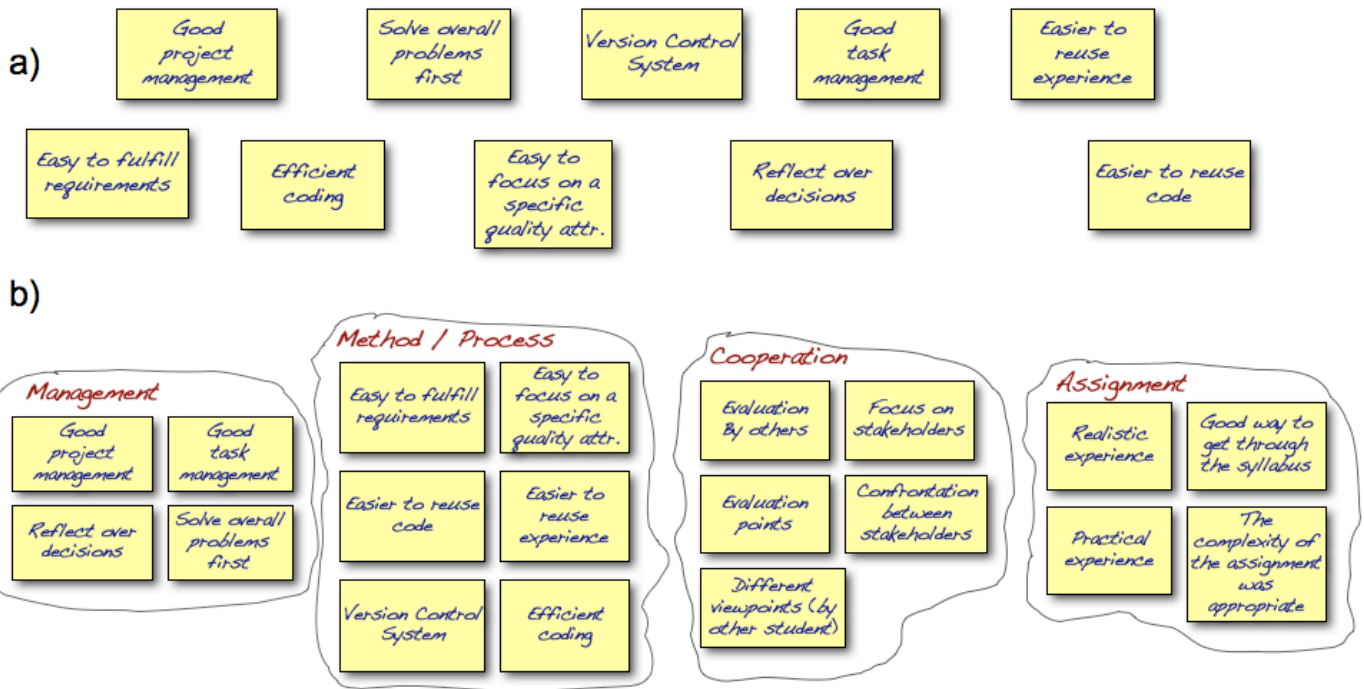 a)
Good
project
management
Solve overall
problems
first
Version Control
System
Good
task
management
Easier to
reuse
experience
Easy to fulfill
requirements
Efficient
coding
Easy to
focus on a
specific
quality attr.
Reflect over
decisions
Easier to reuse
code
b)
Management
Good
project
management
Good
task
management
Reflect over
decisions
Solve overall
problems
first
Method / Process
Easy to fulfill
requirements
Easy to
focus on a
specific
quality attr.
Easier to reuse
code
Easier to
reuse
experience
Version Control
System
Efficient
coding
Cooperation
Evaluation
By others
Focus on
stakeholders
Evaluation
points
Confrontation
between
stakeholders
Different
viewpoints (by
other student)
Assignment
Realistic
experience
Good way to
get through
the syllabus
Practical
experience
The
complexity of
the assignment
was
appropriate